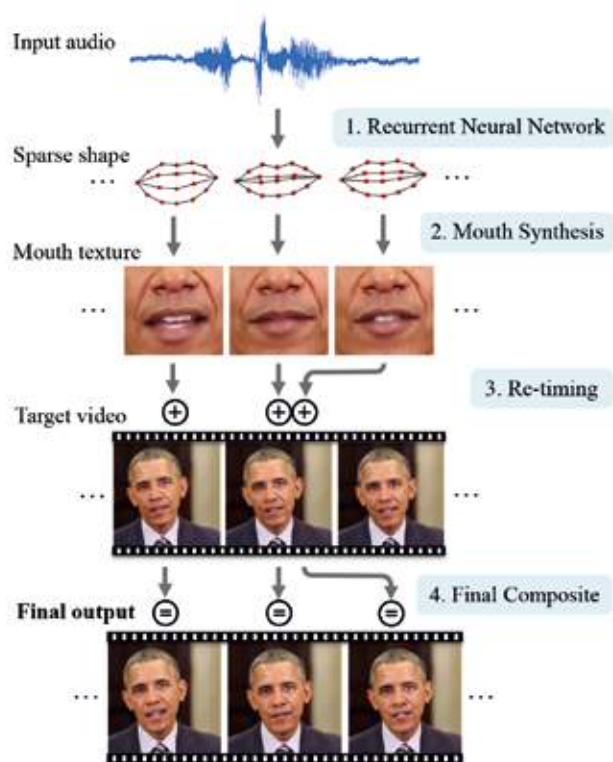 Input audio
1. Recurrent Neural Network
Sparse shape
... ...
2. Mouth Synthesis
Mouth texture
... ...
3. Re-timing
Target video
... ...
4. Final Composite
Final output
... ...